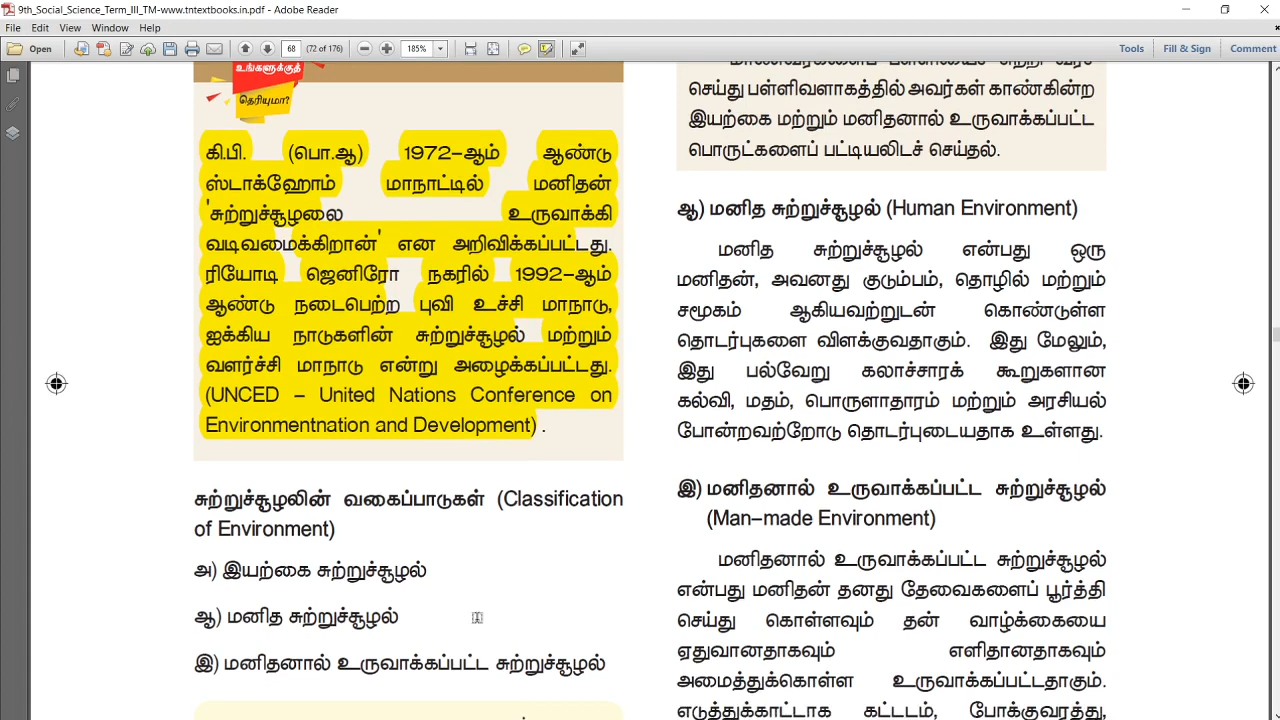 9th_Social_Science_Term_III_TM-www.tntextbooks.in.pdf - Adobe Reader
File Edit View Window Help
Open 68 (72 of 176) 185% Tools Fill & Sign Comment
உங்களுக்குத்
தெரியுமா?
கி.பி. (பொ.ஆ) 1972-ஆம் ஆண்டு
ஸ்டாக்ஹோம் மாநாட்டில் மனிதன்
'சுற்றுச்சூழலை உருவாக்கி
வடிவமைக்கிறான்' என அறிவிக்கப்பட்டது.
ரியோடி ஜெனிரோ நகரில் 1992-ஆம்
ஆண்டு நடைபெற்ற புவி உச்சி மாநாடு,
ஐக்கிய நாடுகளின் சுற்றுச்சூழல் மற்றும்
வளர்ச்சி மாநாடு என்று அழைக்கப்பட்டது.
(UNCED – United Nations Conference on
Environmentnation and Development) .
சுற்றுச்சூழலின் வகைப்பாடுகள் (Classification
of Environment)
அ) இயற்கை சுற்றுச்சூழல்
ஆ) மனித சுற்றுச்சூழல்
இ) மனிதனால் உருவாக்கப்பட்ட சுற்றுச்சூழல்
செய்து பள்ளிவளாகத்தில் அவர்கள் காண்கின்ற
இயற்கை மற்றும் மனிதனால் உருவாக்கப்பட்ட
பொருட்களைப் பட்டியலிடச் செய்தல்.
ஆ) மனித சுற்றுச்சூழல் (Human Environment)
மனித சுற்றுச்சூழல் என்பது ஒரு
மனிதன், அவனது குடும்பம், தொழில் மற்றும்
சமூகம் ஆகியவற்றுடன் கொண்டுள்ள
தொடர்புகளை விளக்குவதாகும். இது மேலும்,
இது பல்வேறு கலாச்சாரக் கூறுகளான
கல்வி, மதம், பொருளாதாரம் மற்றும் அரசியல்
போன்றவற்றோடு தொடர்புடையதாக உள்ளது.
இ) மனிதனால் உருவாக்கப்பட்ட சுற்றுச்சூழல்
(Man-made Environment)
மனிதனால் உருவாக்கப்பட்ட சுற்றுச்சூழல்
என்பது மனிதன் தனது தேவைகளைப் பூர்த்தி
செய்து கொள்ளவும் தன் வாழ்க்கையை
ஏதுவானதாகவும் எளிதானதாகவும்
அமைத்துக்கொள்ள உருவாக்கப்பட்டதாகும்.
எடுத்துக்காட்டாக கட்டடம், போக்குவரத்து,